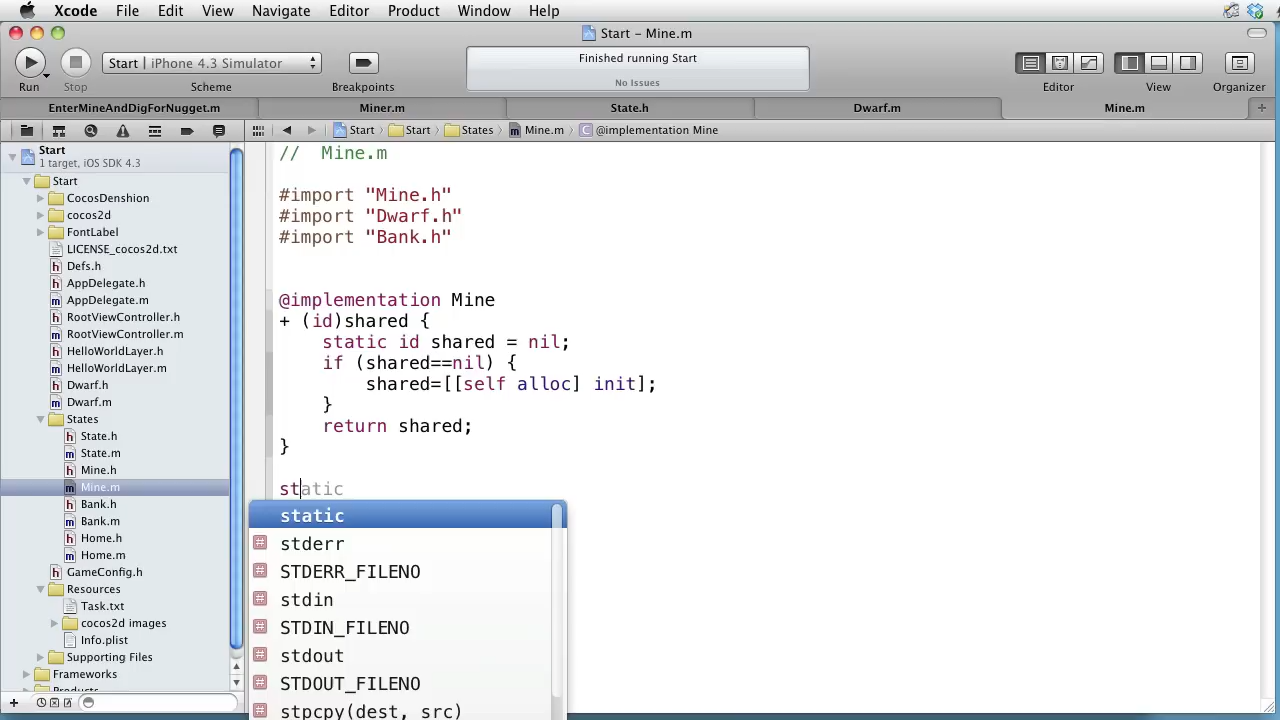 Xcode File Edit View Navigate Editor Product Window Help
Start – Mine.m
Start | iPhone 4.3 Simulator
Finished running Start
No Issues
Run Stop Scheme Breakpoints Editor View Organizer
EnterMineAndDigForNugget.m Miner.m State.h Dwarf.m Mine.m
Start Start States Mine.m @implementation Mine
Start
1 target, iOS SDK 4.3
Start
CocosDenshion
cocos2d
FontLabel
LICENSE_cocos2d.txt
Defs.h
AppDelegate.h
AppDelegate.m
RootViewController.h
RootViewController.m
HelloWorldLayer.h
HelloWorldLayer.m
Dwarf.h
Dwarf.m
States
State.h
State.m
Mine.h
Mine.m
Bank.h
Bank.m
Home.h
Home.m
GameConfig.h
Resources
Task.txt
cocos2d images
Info.plist
Supporting Files
Frameworks
Products
// Mine.m
#import "Mine.h"
#import "Dwarf.h"
#import "Bank.h"
@implementation Mine
+ (id)shared {
static id shared = nil;
if (shared==nil) {
shared=[[self alloc] init];
}
return shared;
}
static
static
stderr
STDERR_FILENO
stdin
STDIN_FILENO
stdout
STDOUT_FILENO
stpcpy(dest, src)